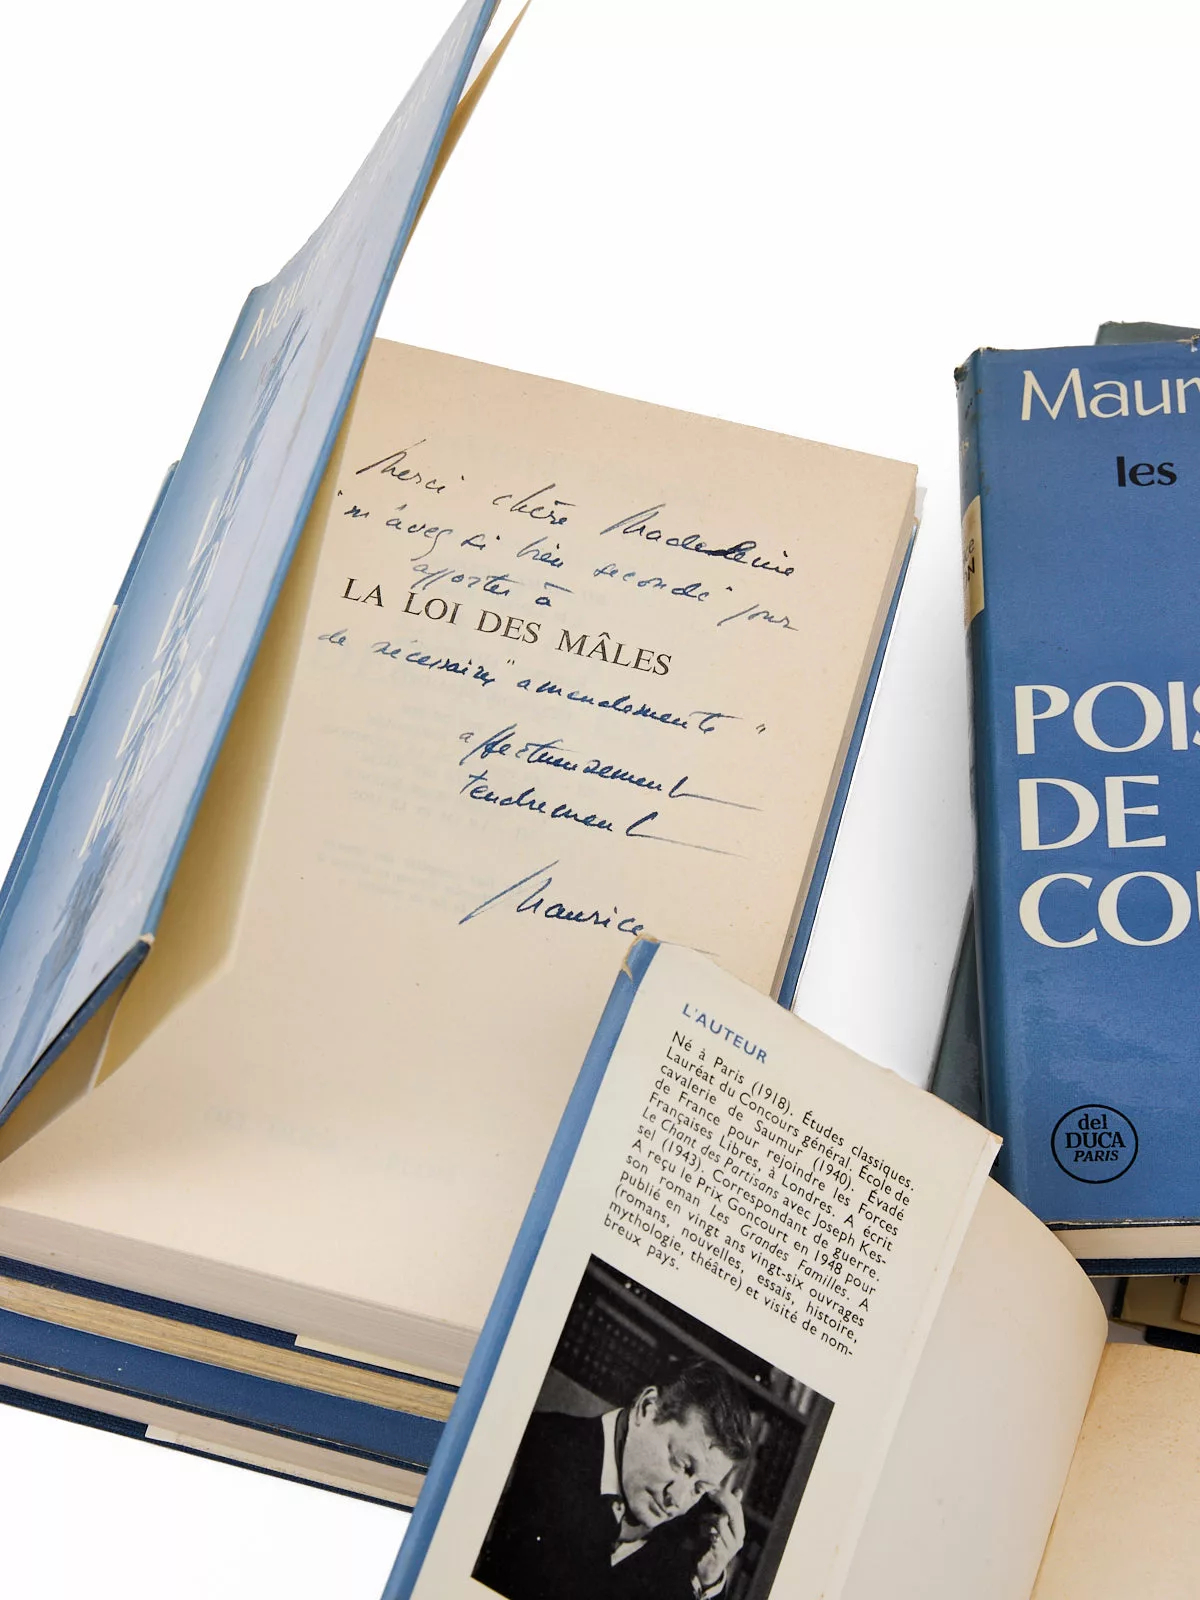 Mau
LA
LOI
DES
MÂLES
Merci chère Madeleine
m'avez si bien secondé pour
apporter à
LA LOI DES MÂLES
de nécessaires "amendements"
affectueusement
tendrement
Maurice
L'AUTEUR
Né à Paris (1918). Études classiques.
Lauréat du Concours général. École de
cavalerie de Saumur (1940). Évadé
de France pour rejoindre les Forces
Françaises Libres, à Londres. A écrit
Le Chant des Partisans avec Joseph Kes-
sel (1943). Correspondant de guerre.
A reçu le Prix Goncourt en 1948 pour
son roman Les Grandes Familles. A
publié en vingt ans vingt-six ouvrages
(romans, nouvelles, essais, histoire,
mythologie, théâtre) et visité de nom-
breux pays.
Maur
les
POIS
DE
CO
del
DUCA
PARIS